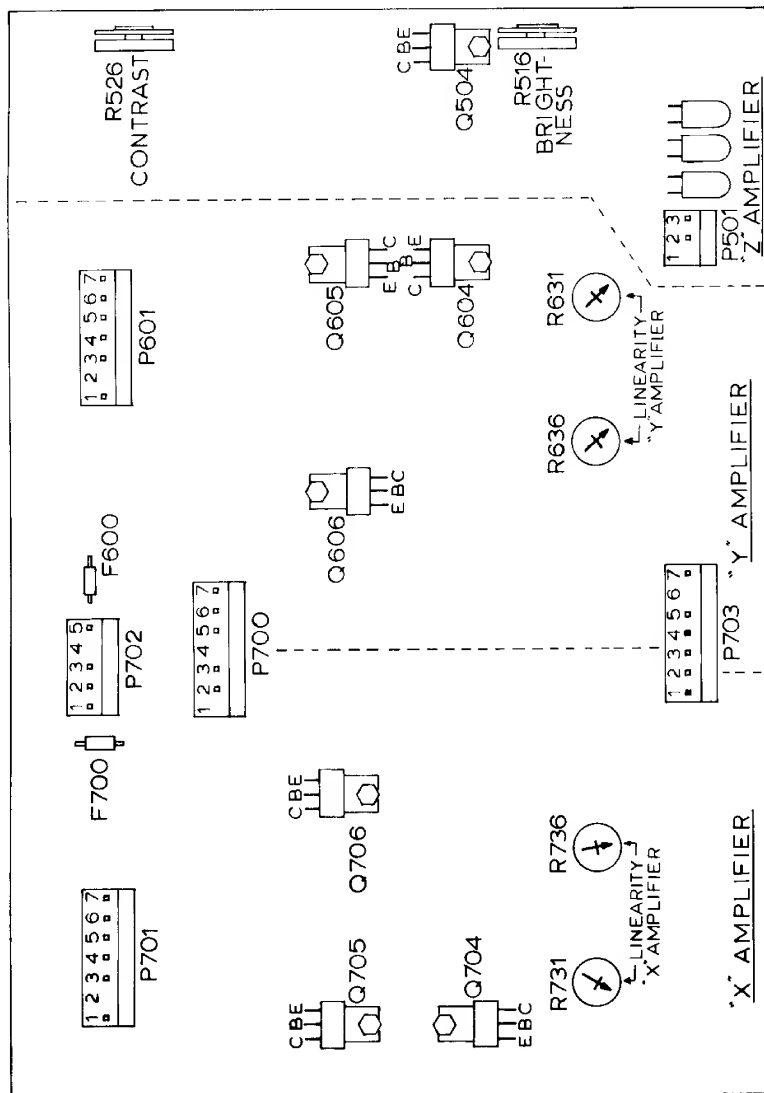 1 2 3 4 5 6 7
P701
F700
1 2 3 4 5
P702
F600
1 2 3 4 5 6 7
P601
R526
CONTRAST
1 2 3 4 5 6 7
P700
C B E
Q705
C B E
Q706
Q606
E B C
Q605
E B C
C B E
Q604
C B E
Q504
Q704
E B C
R516
BRIGHT-
NESS
R731
R736
LINEARITY
"X" AMPLIFIER
R636
R631
LINEARITY
"Y" AMPLIFIER
1 2 3 4 5 6 7
P703
1 2 3
P501
"X" AMPLIFIER
"Y" AMPLIFIER
"Z" AMPLIFIER